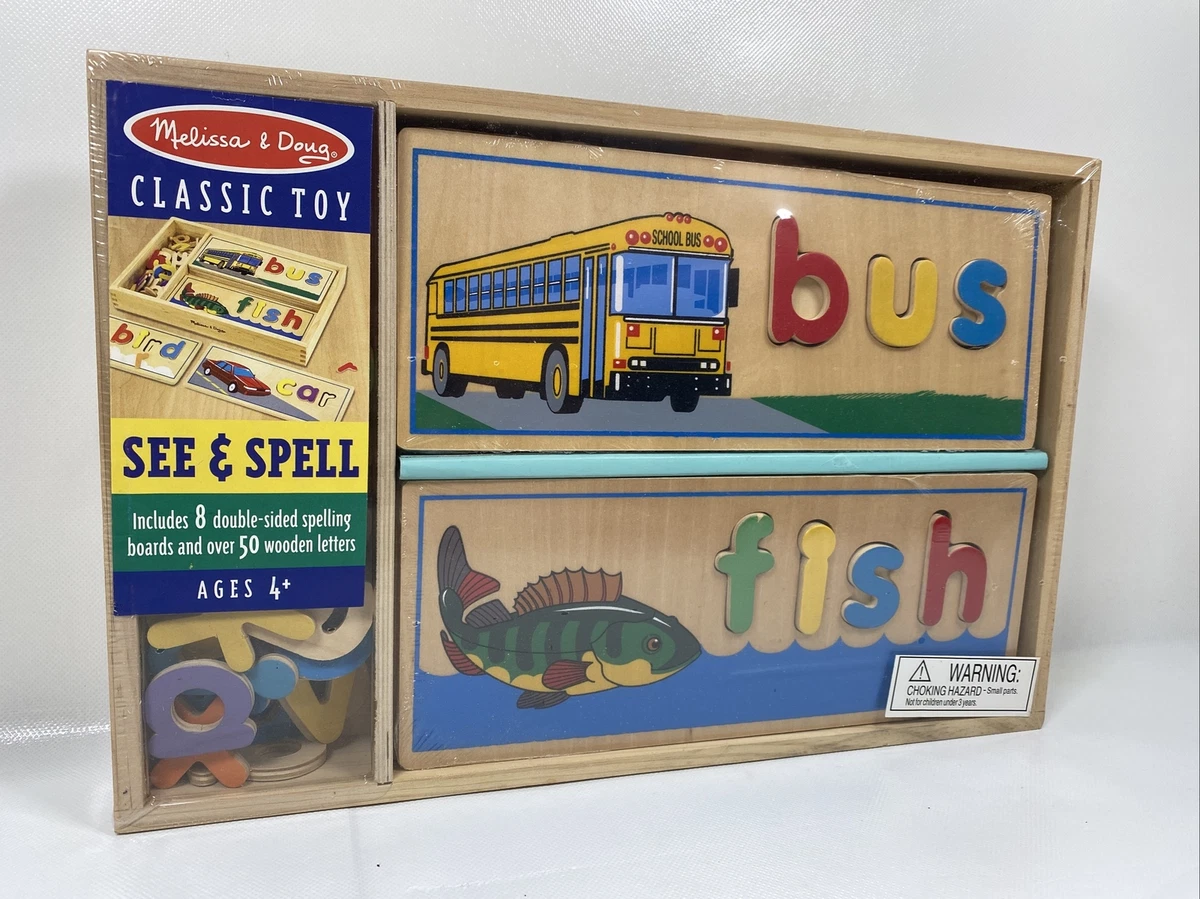 Melissa & Doug®
CLASSIC TOY
bus
fish
bird
car
SEE & SPELL
Includes 8 double-sided spelling
boards and over 50 wooden letters
AGES 4+
SCHOOL BUS
bus
fish
WARNING:
CHOKING HAZARD - Small parts.
Not for children under 3 years.